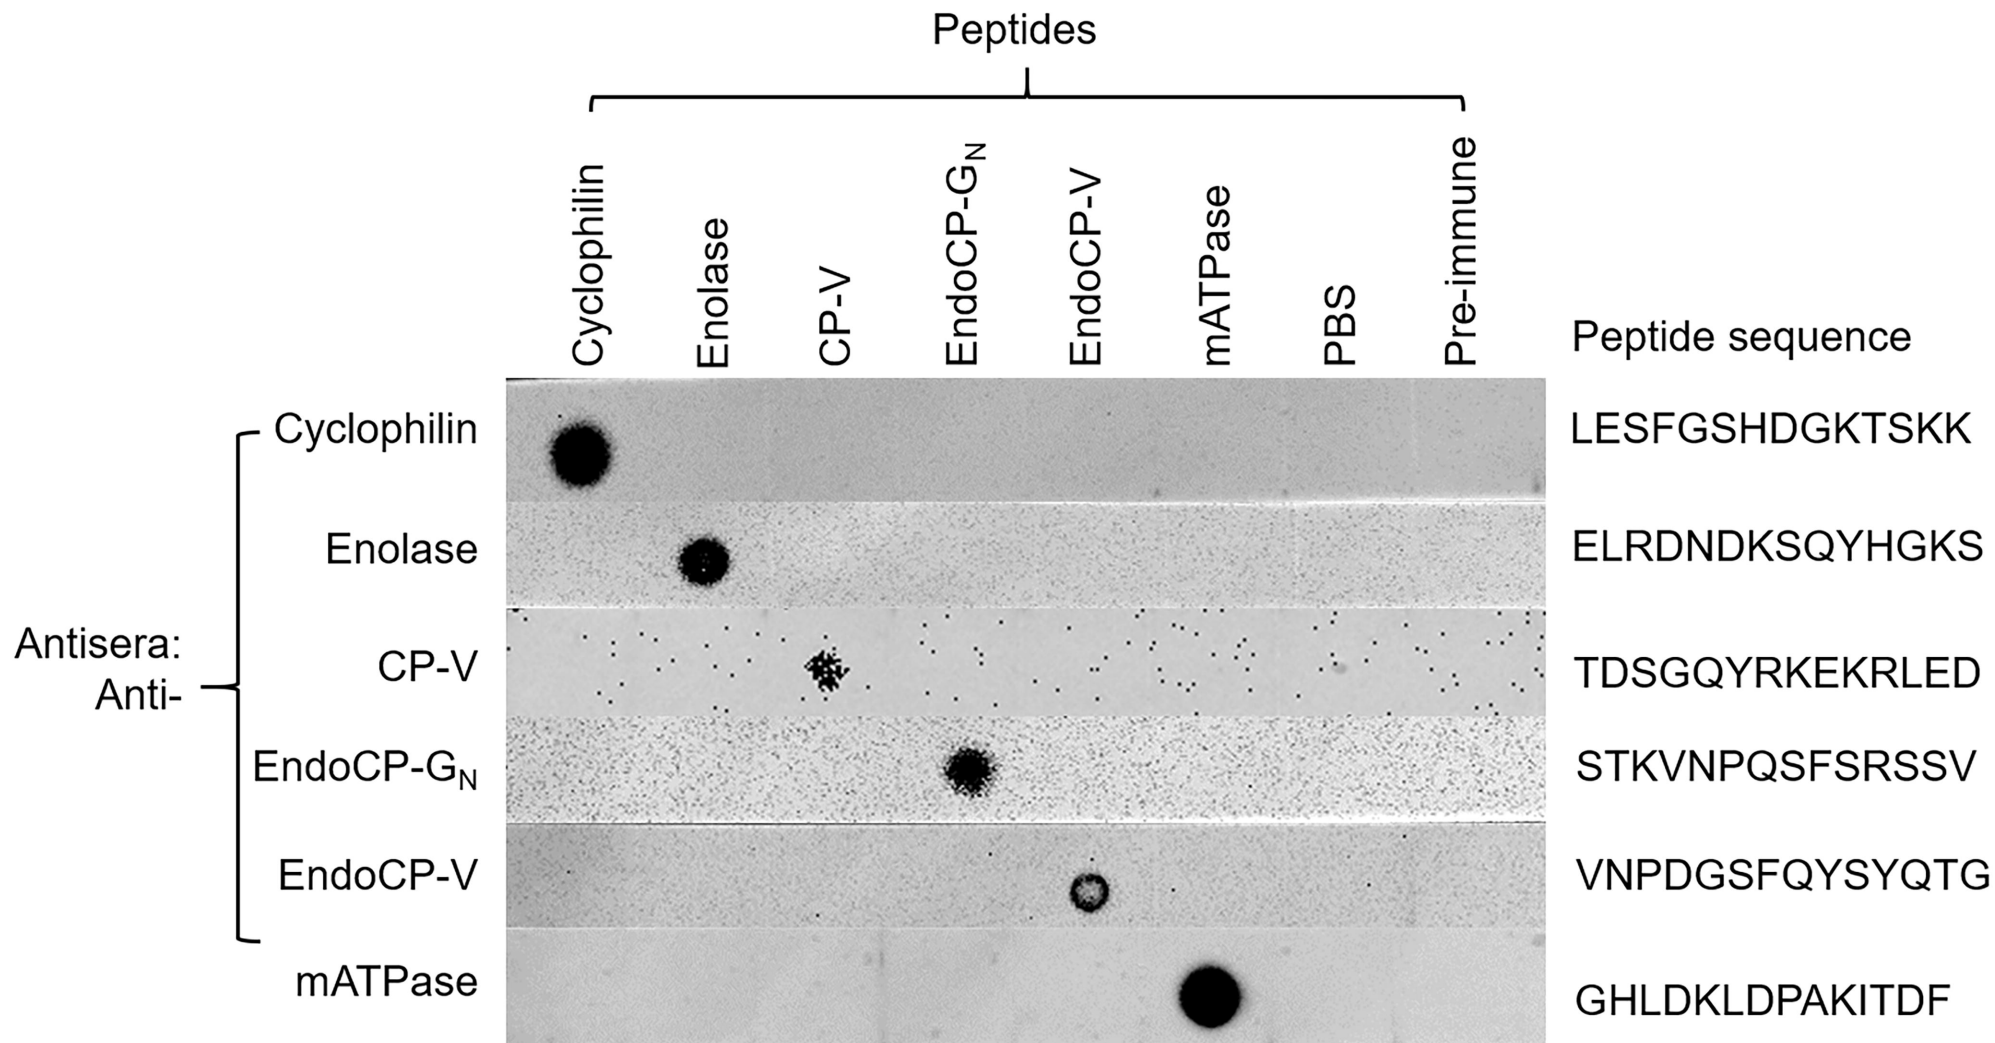 Peptides
Cyclophilin
Enolase
CP-V
EndoCP-GN
EndoCP-V
mATPase
PBS
Pre-immune
Peptide sequence
Cyclophilin
LESFGSHDGKTSKK
Enolase
ELRDNDKSQYHGKS
Antisera:
Anti-
CP-V
TDSGQYRKEKRLED
EndoCP-GN
STKVNPQSFSRSSV
EndoCP-V
VNPDGSFQYSYQTG
mATPase
GHLDKLDPAKITDF